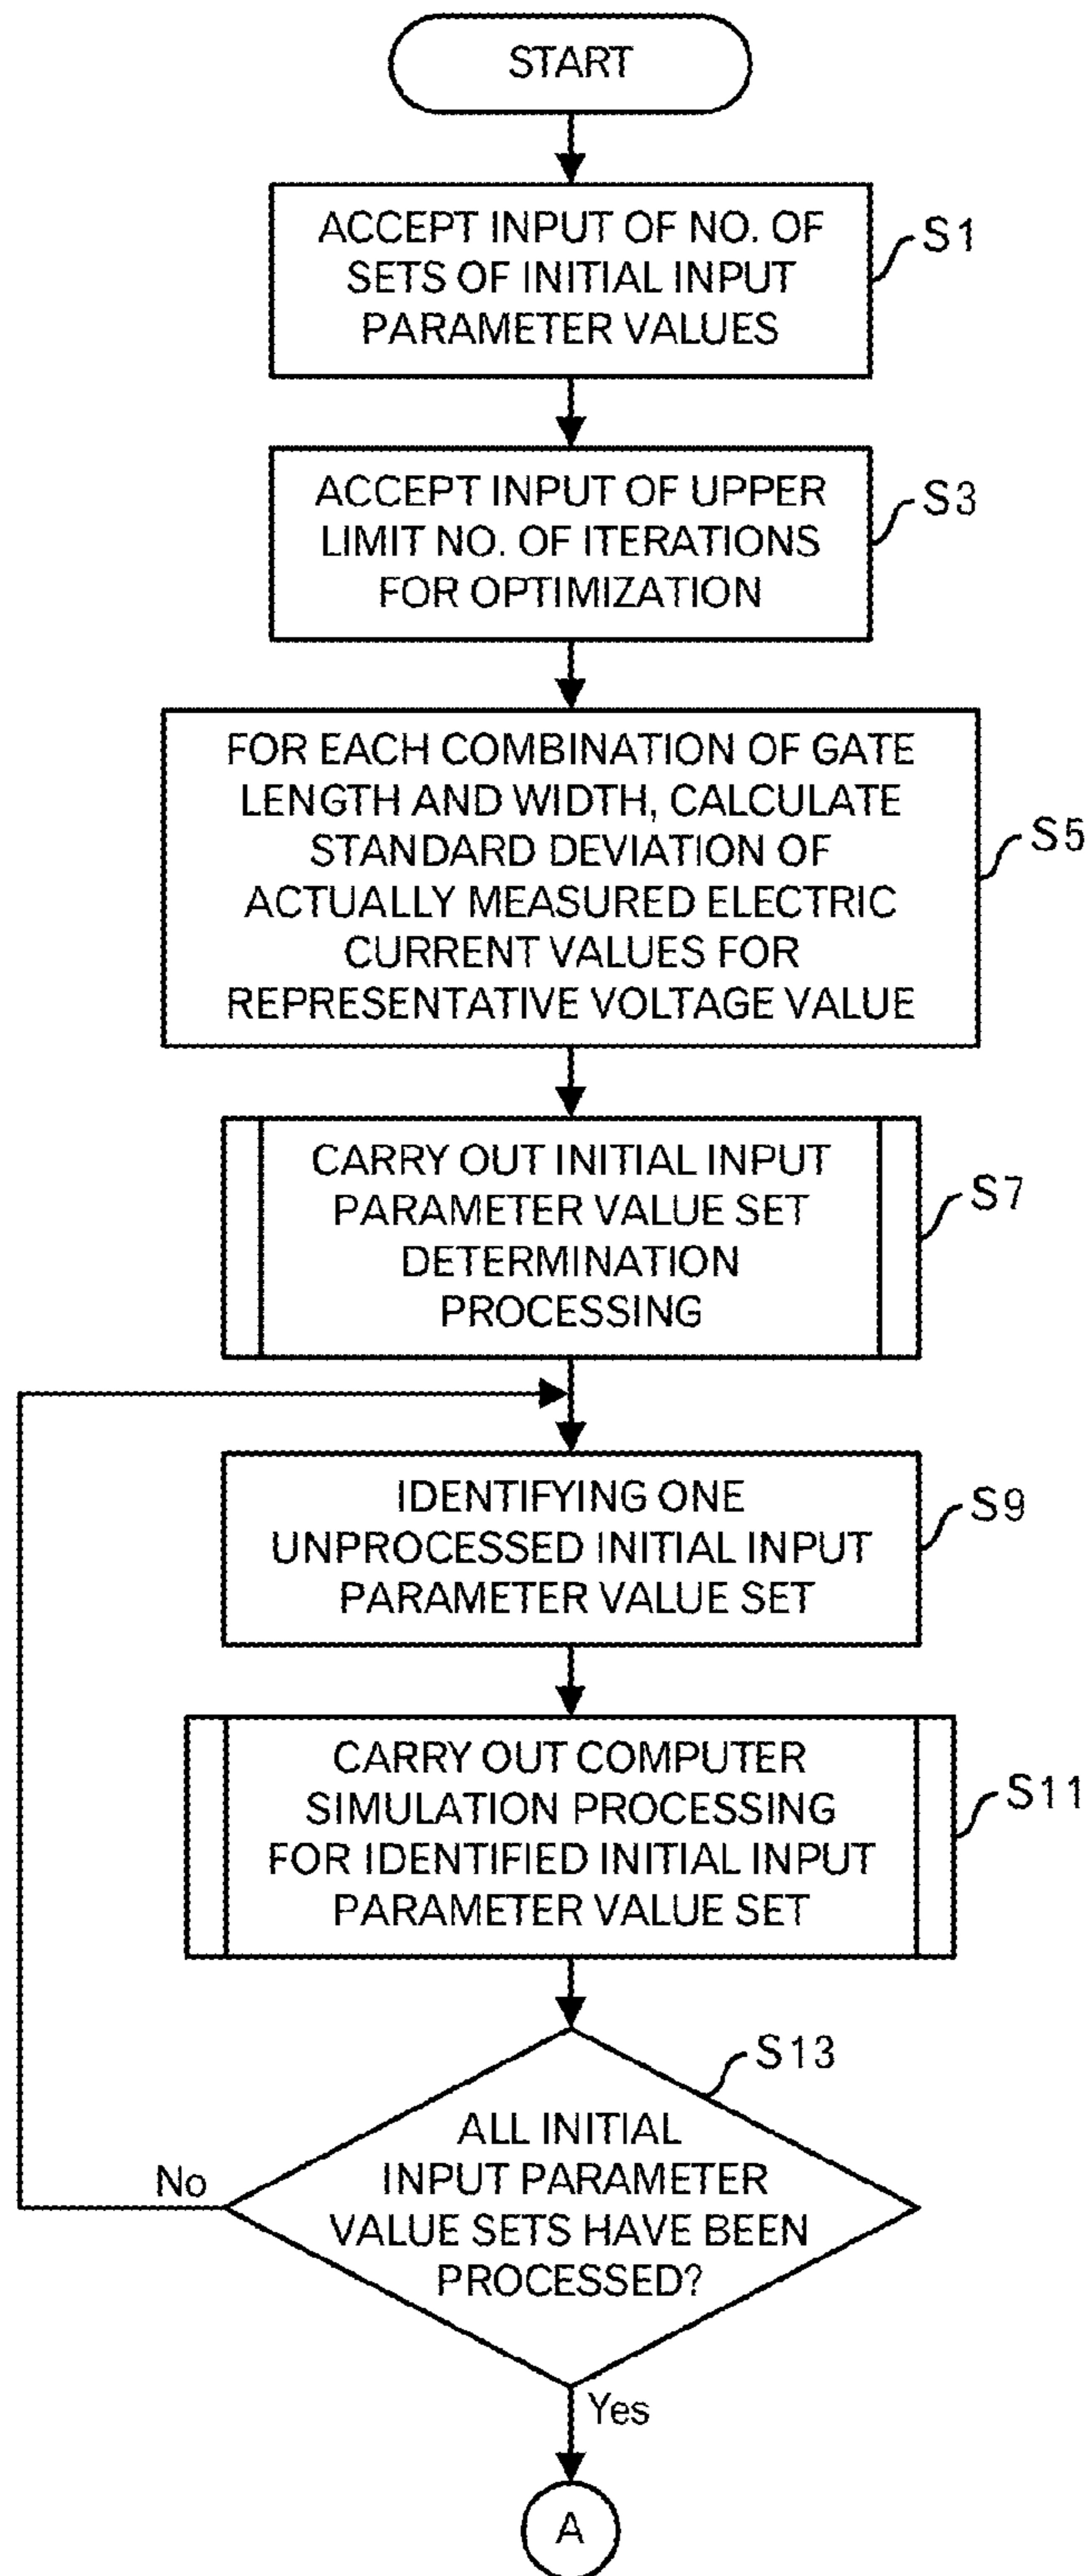 START
ACCEPT INPUT OF NO. OF
SETS OF INITIAL INPUT
PARAMETER VALUES
S1
ACCEPT INPUT OF UPPER
LIMIT NO. OF ITERATIONS
FOR OPTIMIZATION
S3
FOR EACH COMBINATION OF GATE
LENGTH AND WIDTH, CALCULATE
STANDARD DEVIATION OF
ACTUALLY MEASURED ELECTRIC
CURRENT VALUES FOR
REPRESENTATIVE VOLTAGE VALUE
S5
CARRY OUT INITIAL INPUT
PARAMETER VALUE SET
DETERMINATION
PROCESSING
S7
IDENTIFYING ONE
UNPROCESSED INITIAL INPUT
PARAMETER VALUE SET
S9
CARRY OUT COMPUTER
SIMULATION PROCESSING
FOR IDENTIFIED INITIAL INPUT
PARAMETER VALUE SET
S11
S13
ALL INITIAL
INPUT PARAMETER
VALUE SETS HAVE BEEN
PROCESSED?
No
Yes
A